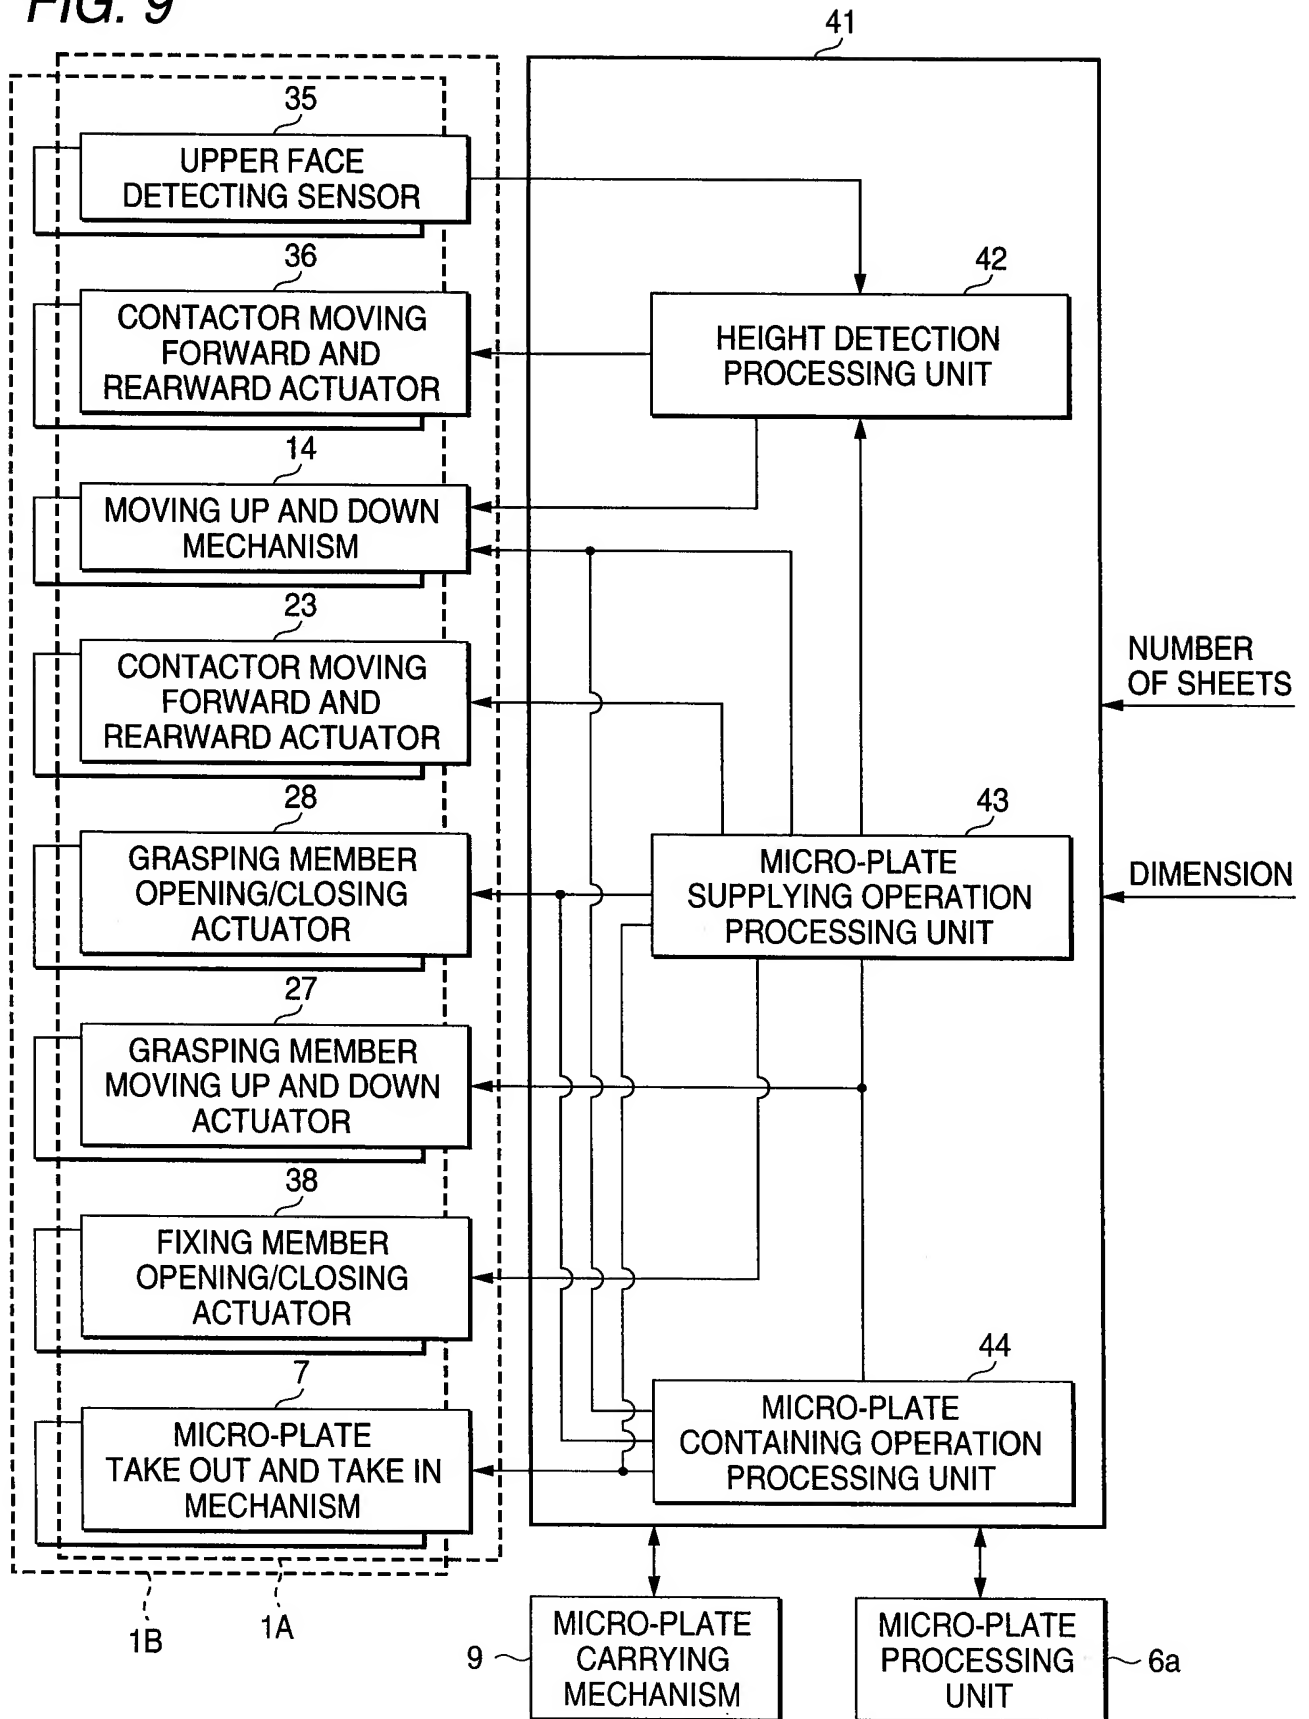 FIG. 9
41
35
UPPER FACE
DETECTING SENSOR
36
CONTACTOR MOVING
FORWARD AND
REARWARD ACTUATOR
42
HEIGHT DETECTION
PROCESSING UNIT
14
MOVING UP AND DOWN
MECHANISM
23
CONTACTOR MOVING
FORWARD AND
REARWARD ACTUATOR
NUMBER
OF SHEETS
28
GRASPING MEMBER
OPENING/CLOSING
ACTUATOR
43
MICRO-PLATE
SUPPLYING OPERATION
PROCESSING UNIT
DIMENSION
27
GRASPING MEMBER
MOVING UP AND DOWN
ACTUATOR
38
FIXING MEMBER
OPENING/CLOSING
ACTUATOR
7
MICRO-PLATE
TAKE OUT AND TAKE IN
MECHANISM
44
MICRO-PLATE
CONTAINING OPERATION
PROCESSING UNIT
1B
1A
9
MICRO-PLATE
CARRYING
MECHANISM
MICRO-PLATE
PROCESSING
UNIT
6a